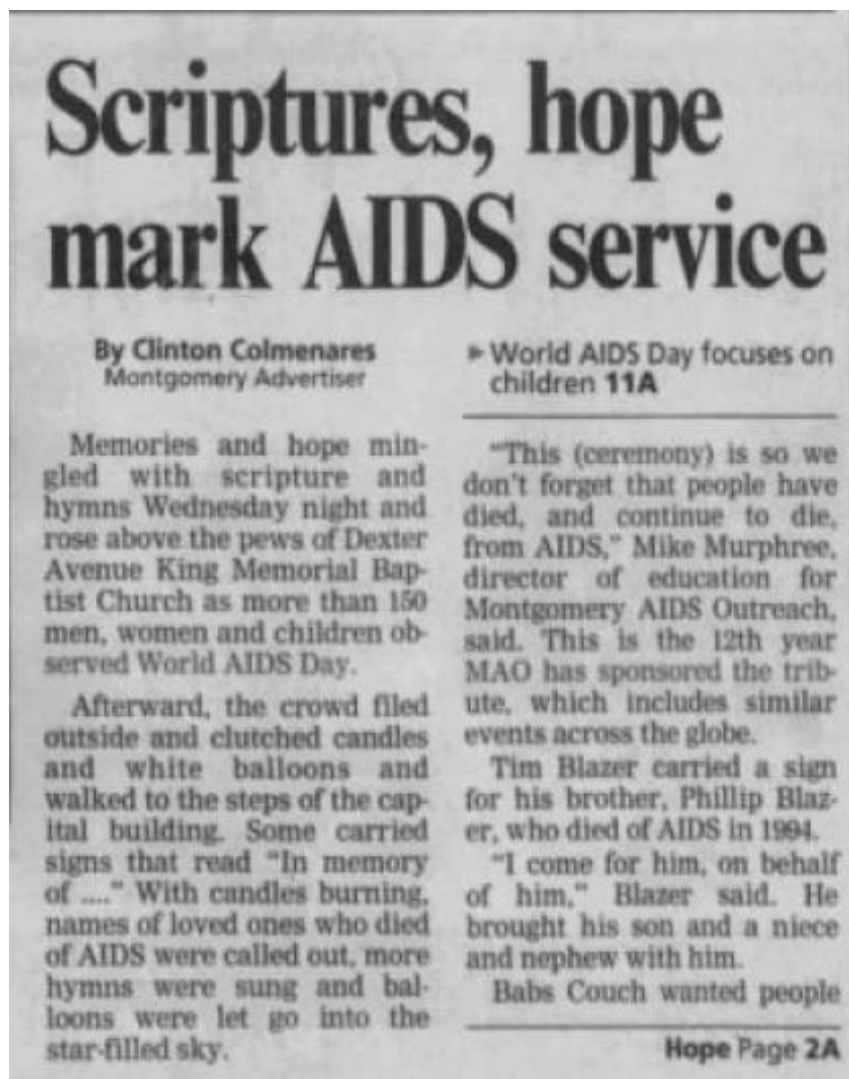 Scriptures, hope
mark AIDS service
By Clinton Colmenares
Montgomery Advertiser
Memories and hope min-
gled with scripture and
hymns Wednesday night and
rose above the pews of Dexter
Avenue King Memorial Bap-
tist Church as more than 150
men, women and children ob-
served World AIDS Day.
Afterward, the crowd filed
outside and clutched candles
and white balloons and
walked to the steps of the cap-
ital building. Some carried
signs that read "In memory
of ...." With candles burning,
names of loved ones who died
of AIDS were called out, more
hymns were sung and bal-
loons were let go into the
star-filled sky.
▶ World AIDS Day focuses on
children 11A
"This (ceremony) is so we
don't forget that people have
died, and continue to die,
from AIDS," Mike Murphree,
director of education for
Montgomery AIDS Outreach,
said. This is the 12th year
MAO has sponsored the trib-
ute, which includes similar
events across the globe.
Tim Blazer carried a sign
for his brother, Phillip Blaz-
er, who died of AIDS in 1994.
"I come for him, on behalf
of him," Blazer said. He
brought his son and a niece
and nephew with him.
Babs Couch wanted people
Hope Page 2A